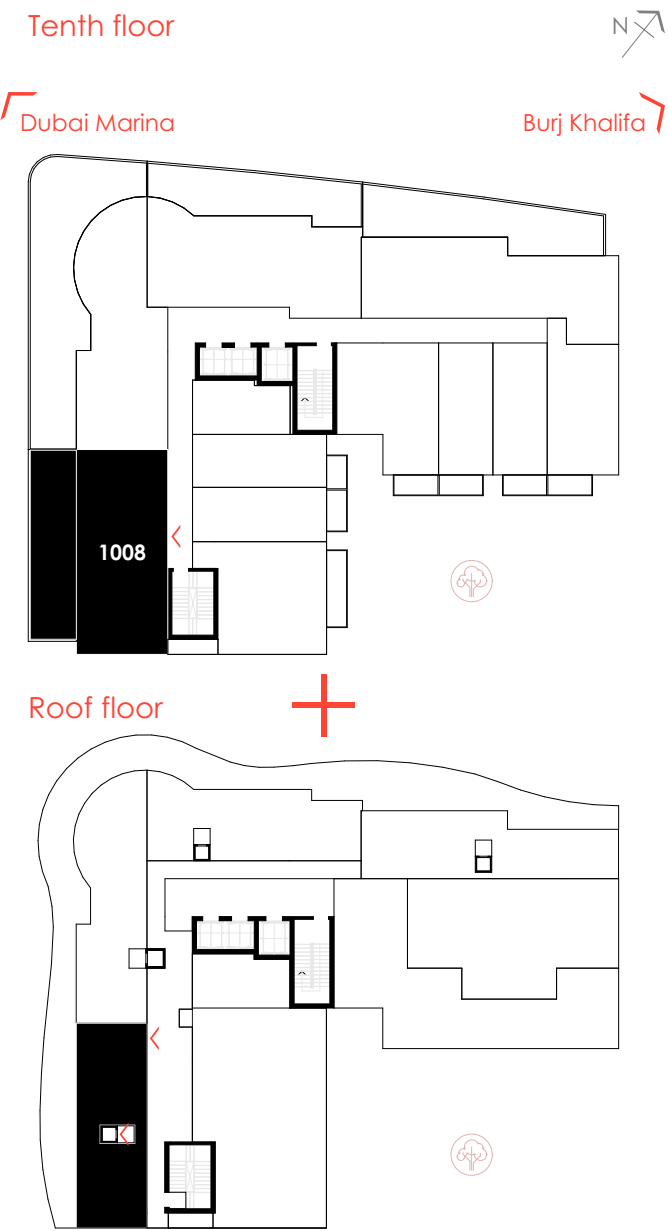 Tenth floor
N
Dubai Marina
Burj Khalifa
1008
Roof floor